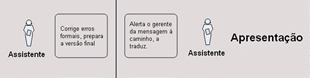 Corrige erros
formais, prepara
a versão final
Assistente
Alerta o gerente
da mensagem à
caminho, a
traduz.
Assistente
Apresentação